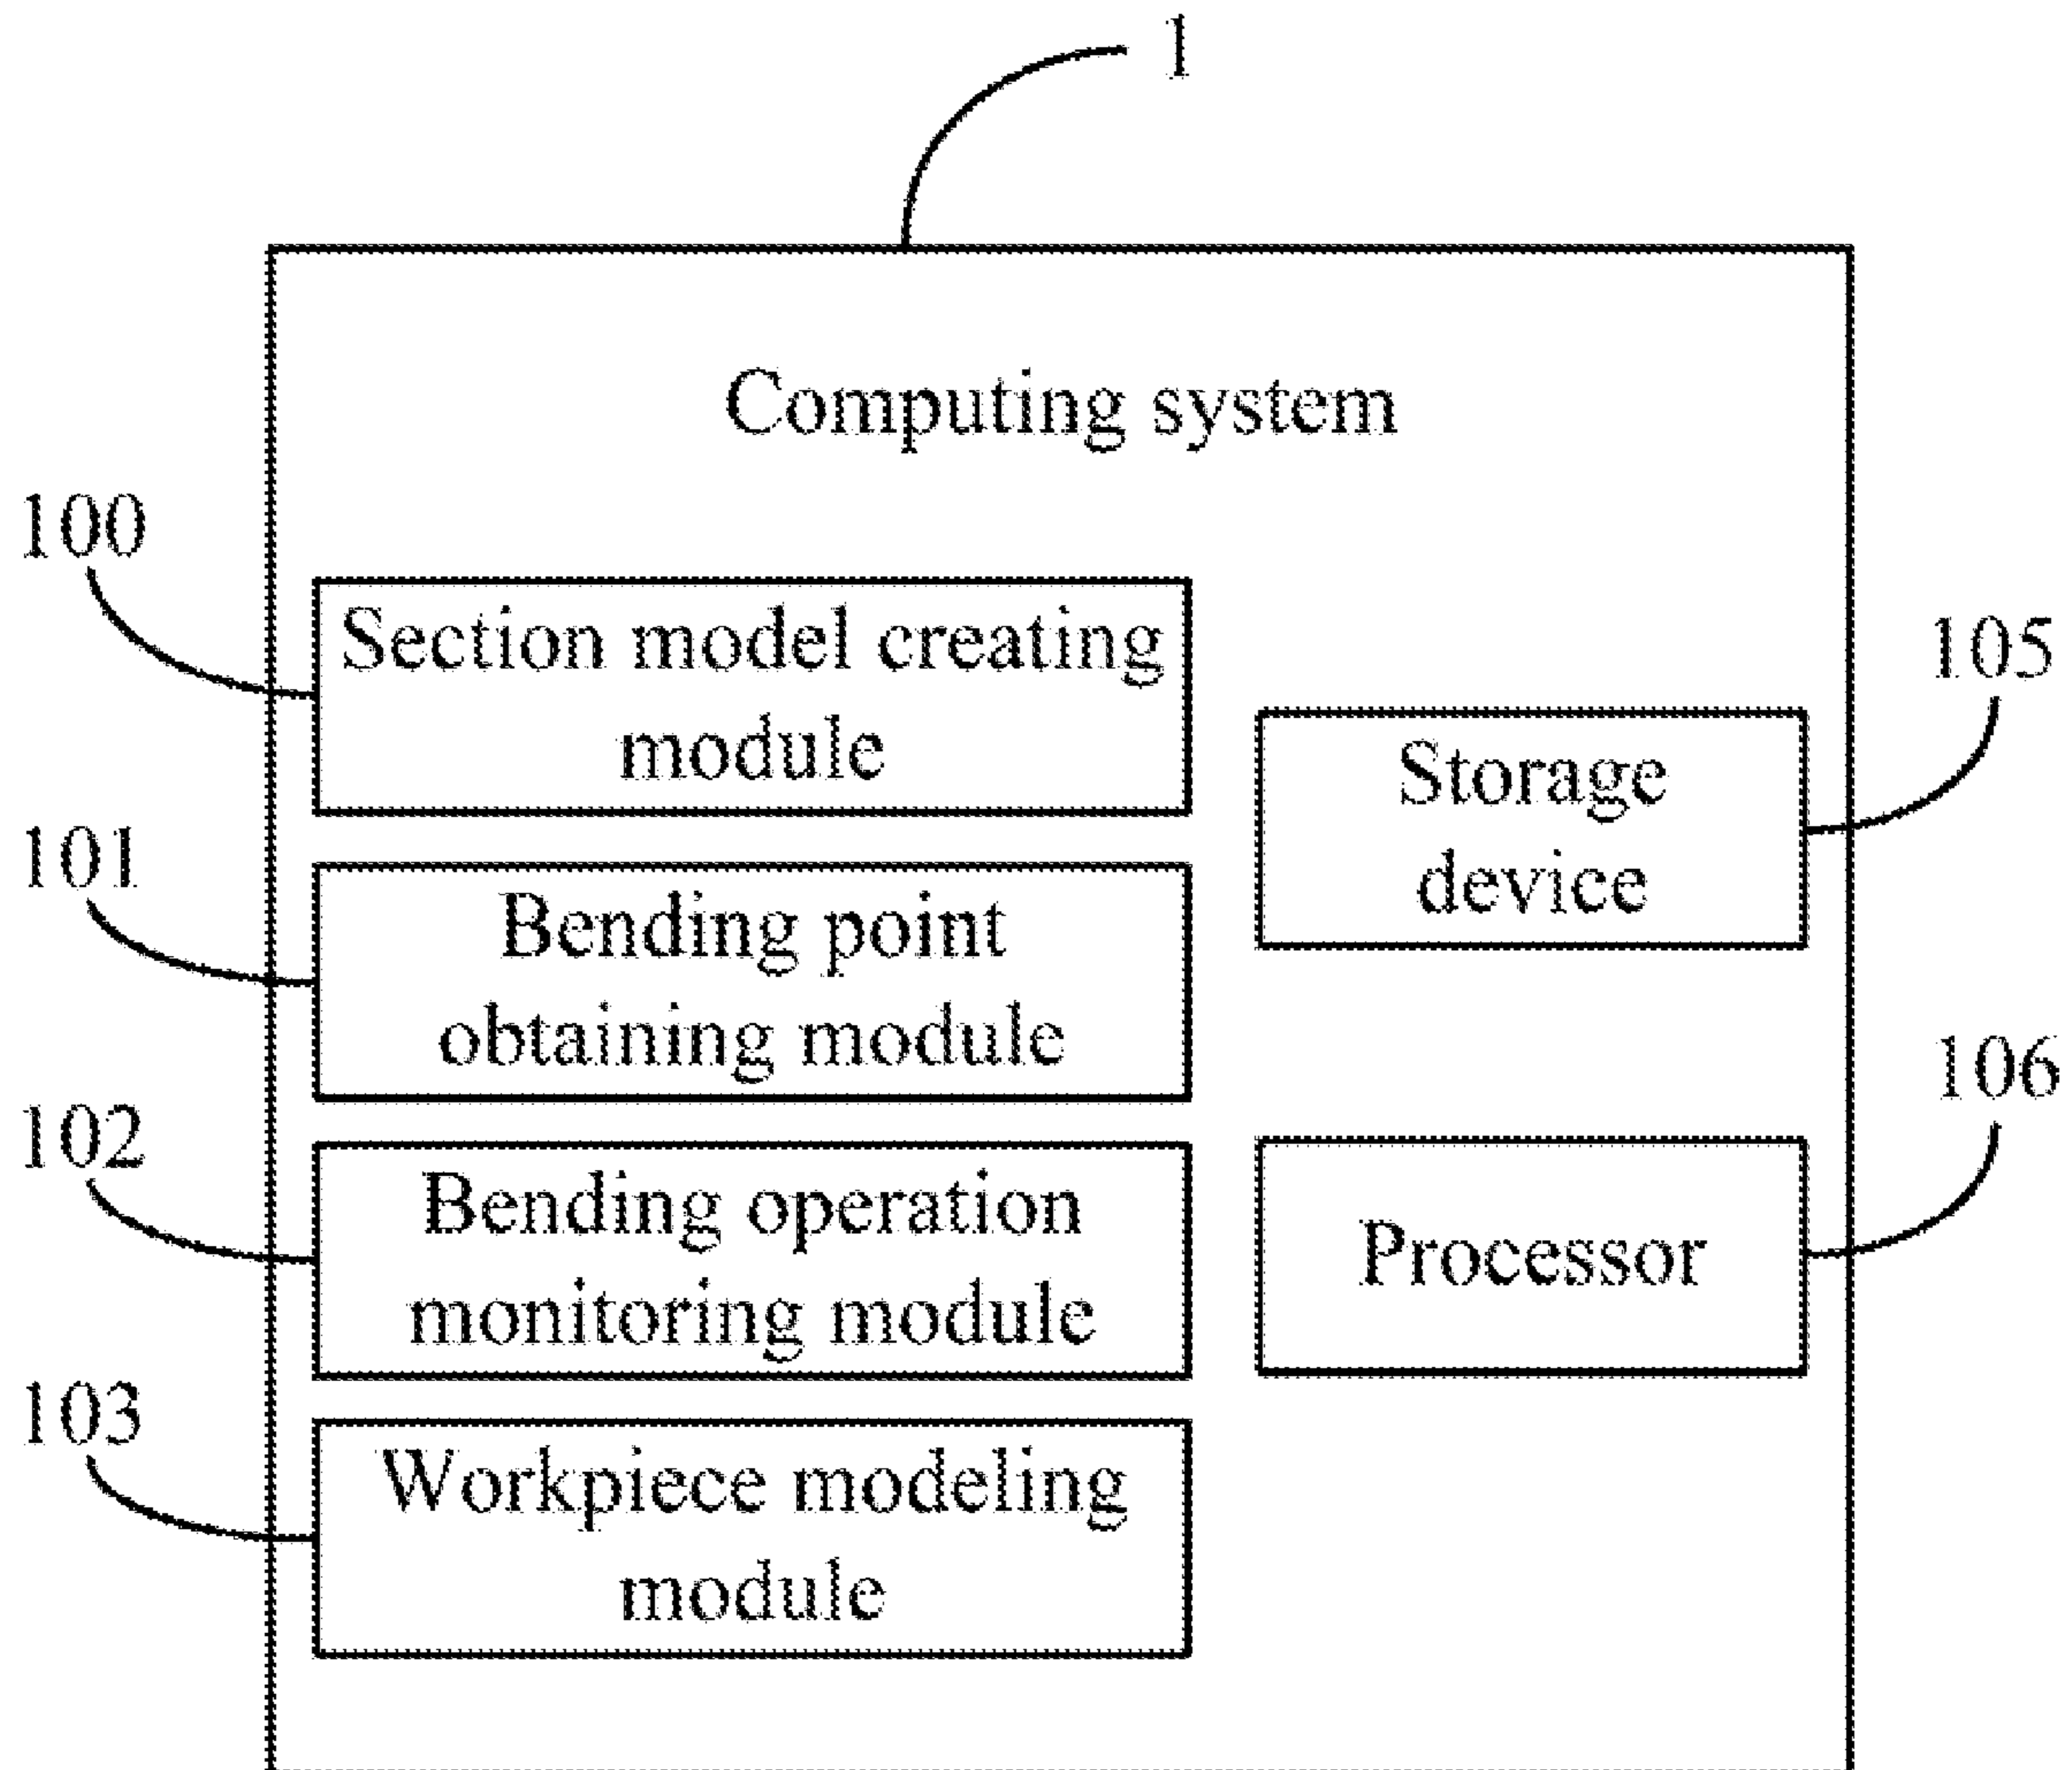 1
Computing system
100
Section model creating
module
105
Storage
device
101
Bending point
obtaining module
106
Processor
102
Bending operation
monitoring module
103
Workpiece modeling
module